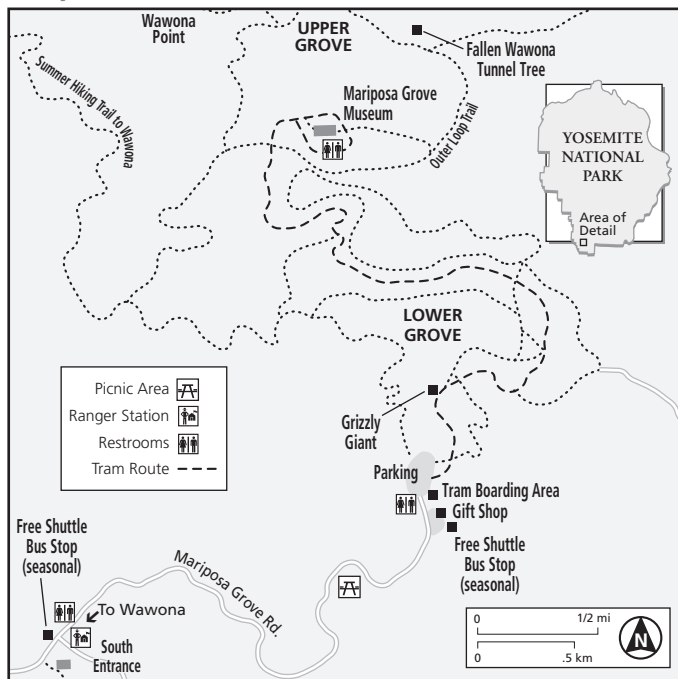 Wawona
Point
UPPER
GROVE
Fallen Wawona
Tunnel Tree
Summer Hiking Trail to Wawona
Mariposa Grove
Museum
Outer Loop Trail
YOSEMITE
NATIONAL
PARK
Area of
Detail
LOWER
GROVE
Picnic Area
Ranger Station
Restrooms
Tram Route
Grizzly
Giant
Parking
Tram Boarding Area
Gift Shop
Free Shuttle
Bus Stop
(seasonal)
Free Shuttle
Bus Stop
(seasonal)
Mariposa Grove Rd.
To Wawona
South
Entrance
0 1/2 mi
0 .5 km
N